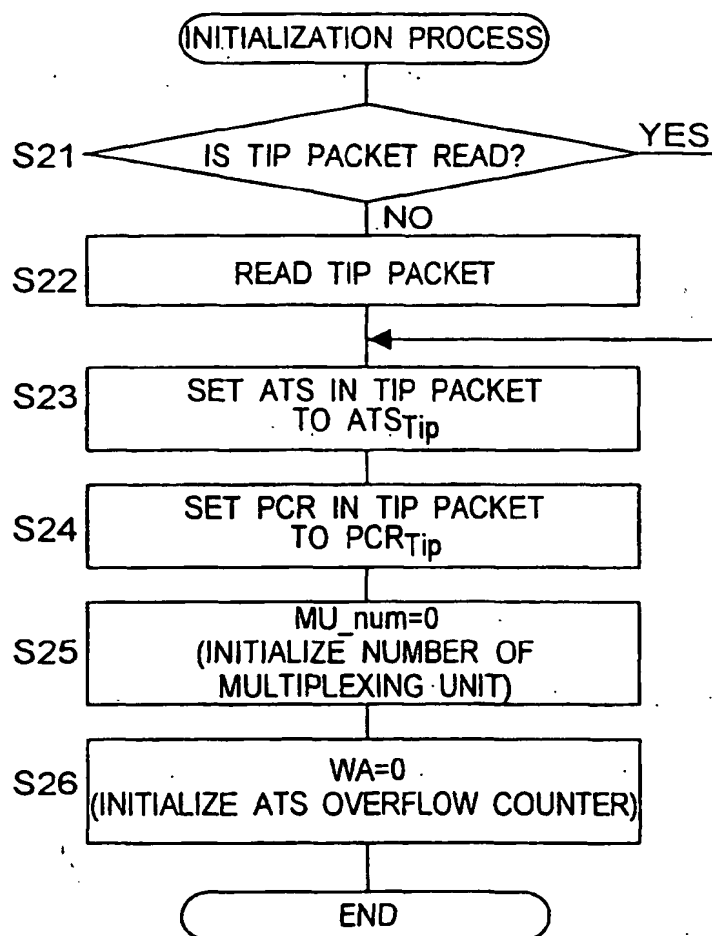 INITIALIZATION PROCESS
S21
IS TIP PACKET READ?
YES
NO
S22
READ TIP PACKET
S23
SET ATS IN TIP PACKET
TO ATSTip
S24
SET PCR IN TIP PACKET
TO PCRTip
S25
MU_num=0
(INITIALIZE NUMBER OF
MULTIPLEXING UNIT)
S26
WA=0
(INITIALIZE ATS OVERFLOW COUNTER)
END